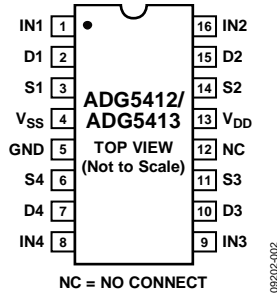 IN1 1 16 IN2
D1 2 15 D2
S1 3 14 S2
VSS 4 13 VDD
GND 5 12 NC
S4 6 11 S3
D4 7 10 D3
IN4 8 9 IN3
ADG5412/
ADG5413
TOP VIEW
(Not to Scale)
NC = NO CONNECT
09202-002